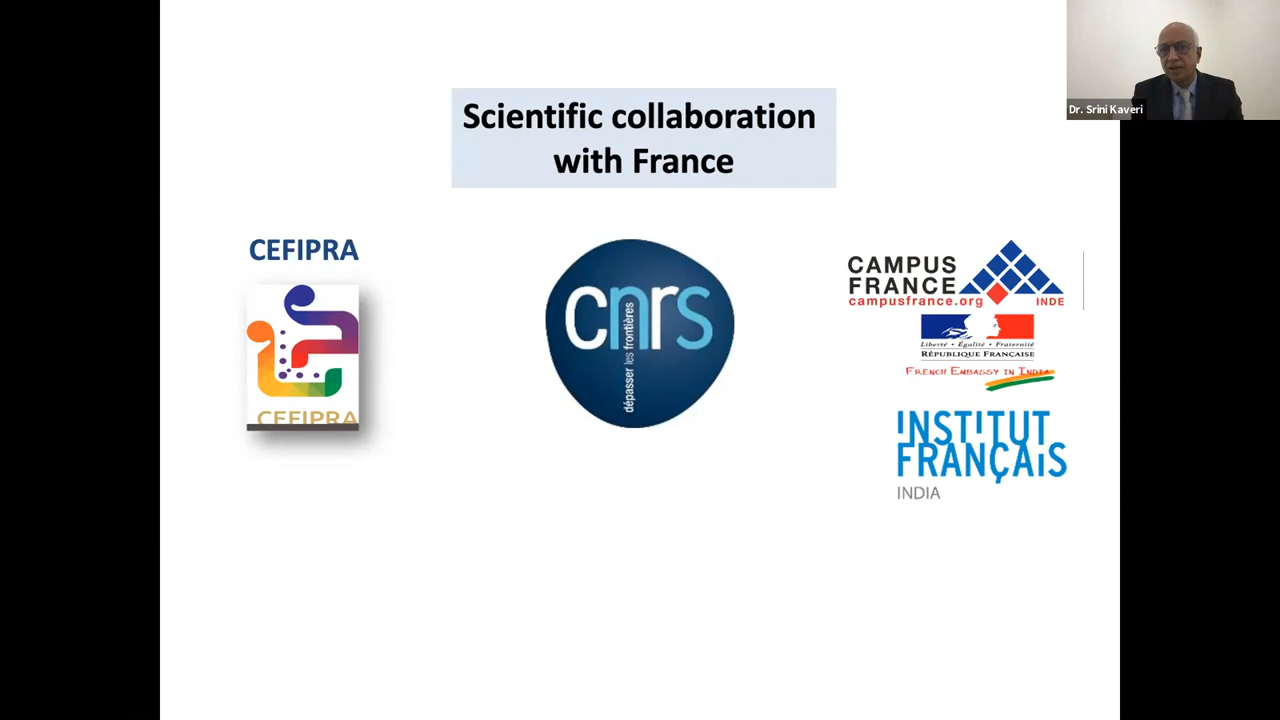 Dr. Srini Kaveri
Scientific collaboration
with France
CEFIPRA
CEFIPRA
cnrs
dépasser les frontières
CAMPUS
FRANCE
campusfrance.org
INDE
Liberté • Égalité • Fraternité
RÉPUBLIQUE FRANÇAISE
FRENCH EMBASSY IN INDIA
INSTITUT
FRANÇAIS
INDIA